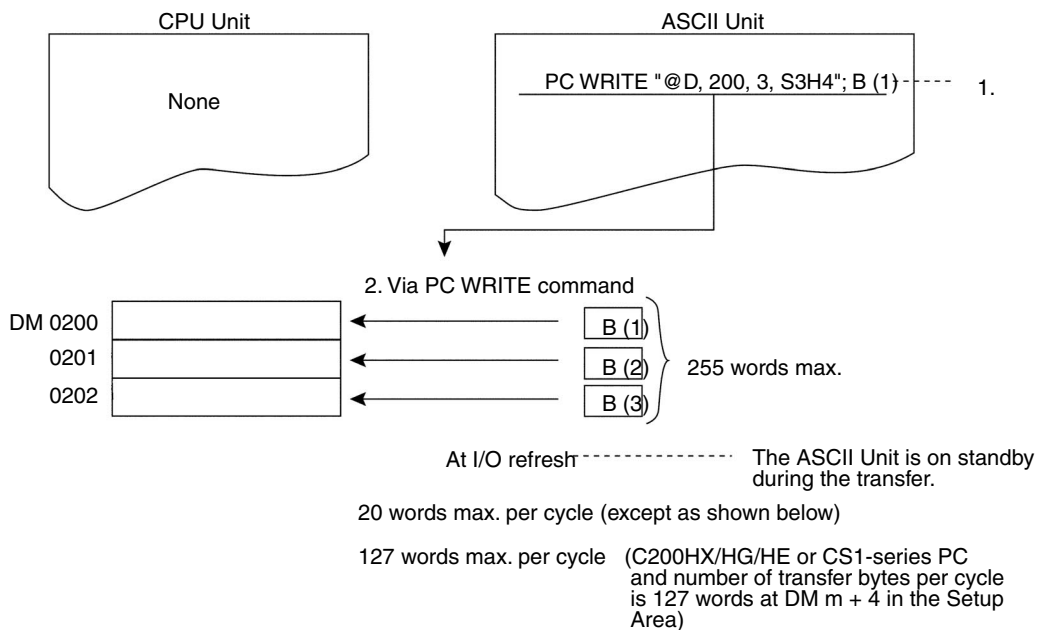 CPU Unit
ASCII Unit
None
PC WRITE "@D, 200, 3, S3H4"; B (1)
1.
2. Via PC WRITE command
DM 0200
B (1)
0201
B (2)
255 words max.
0202
B (3)
At I/O refresh
The ASCII Unit is on standby
during the transfer.
20 words max. per cycle (except as shown below)
127 words max. per cycle (C200HX/HG/HE or CS1-series PC
and number of transfer bytes per cycle
is 127 words at DM m + 4 in the Setup
Area)